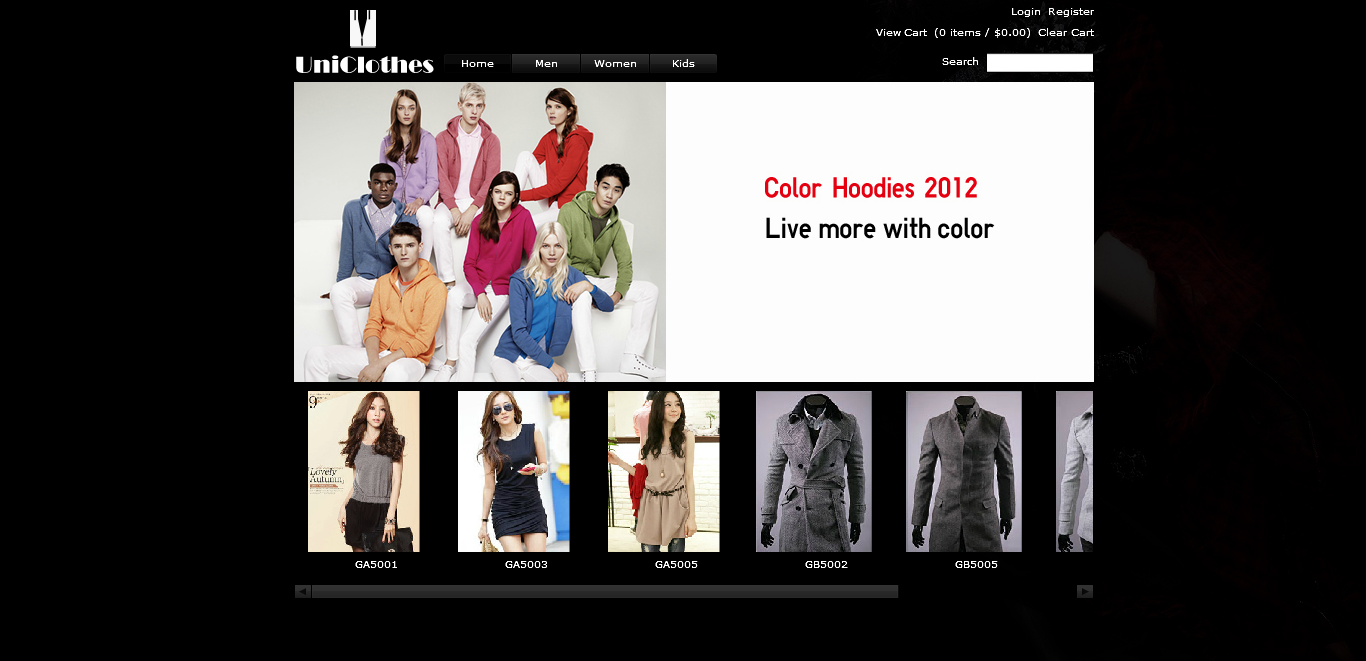 Login Register
View Cart (0 items / $0.00) Clear Cart
UniClothes
Home Men Women Kids
Search
Color Hoodies 2012
Live more with color
9
Lovely
Autumn
GA5001 GA5003 GA5005 GB5002 GB5005